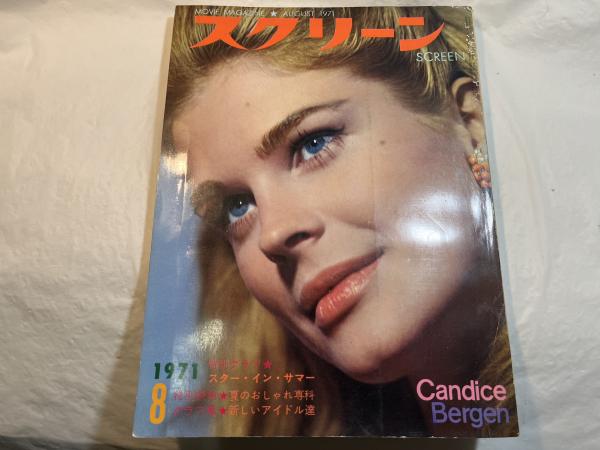 MOVIE MAGAZINE ★ AUGUST 1971
スクリーン
SCREEN
1971
8
スター・イン・サマー
★夏のおしゃれ専科
★新しいアイドル達
Candice
Bergen